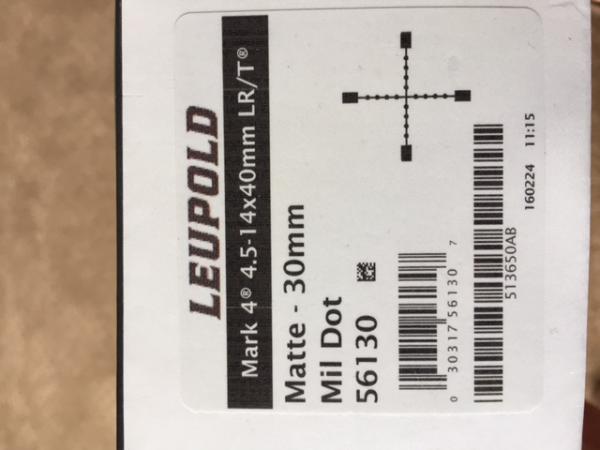 LEUPOLD
Mark 4® 4.5-14x40mm LR/T®
Matte - 30mm
Mil Dot
56130
0 30317 56130 7
513650AB
160224 11:15